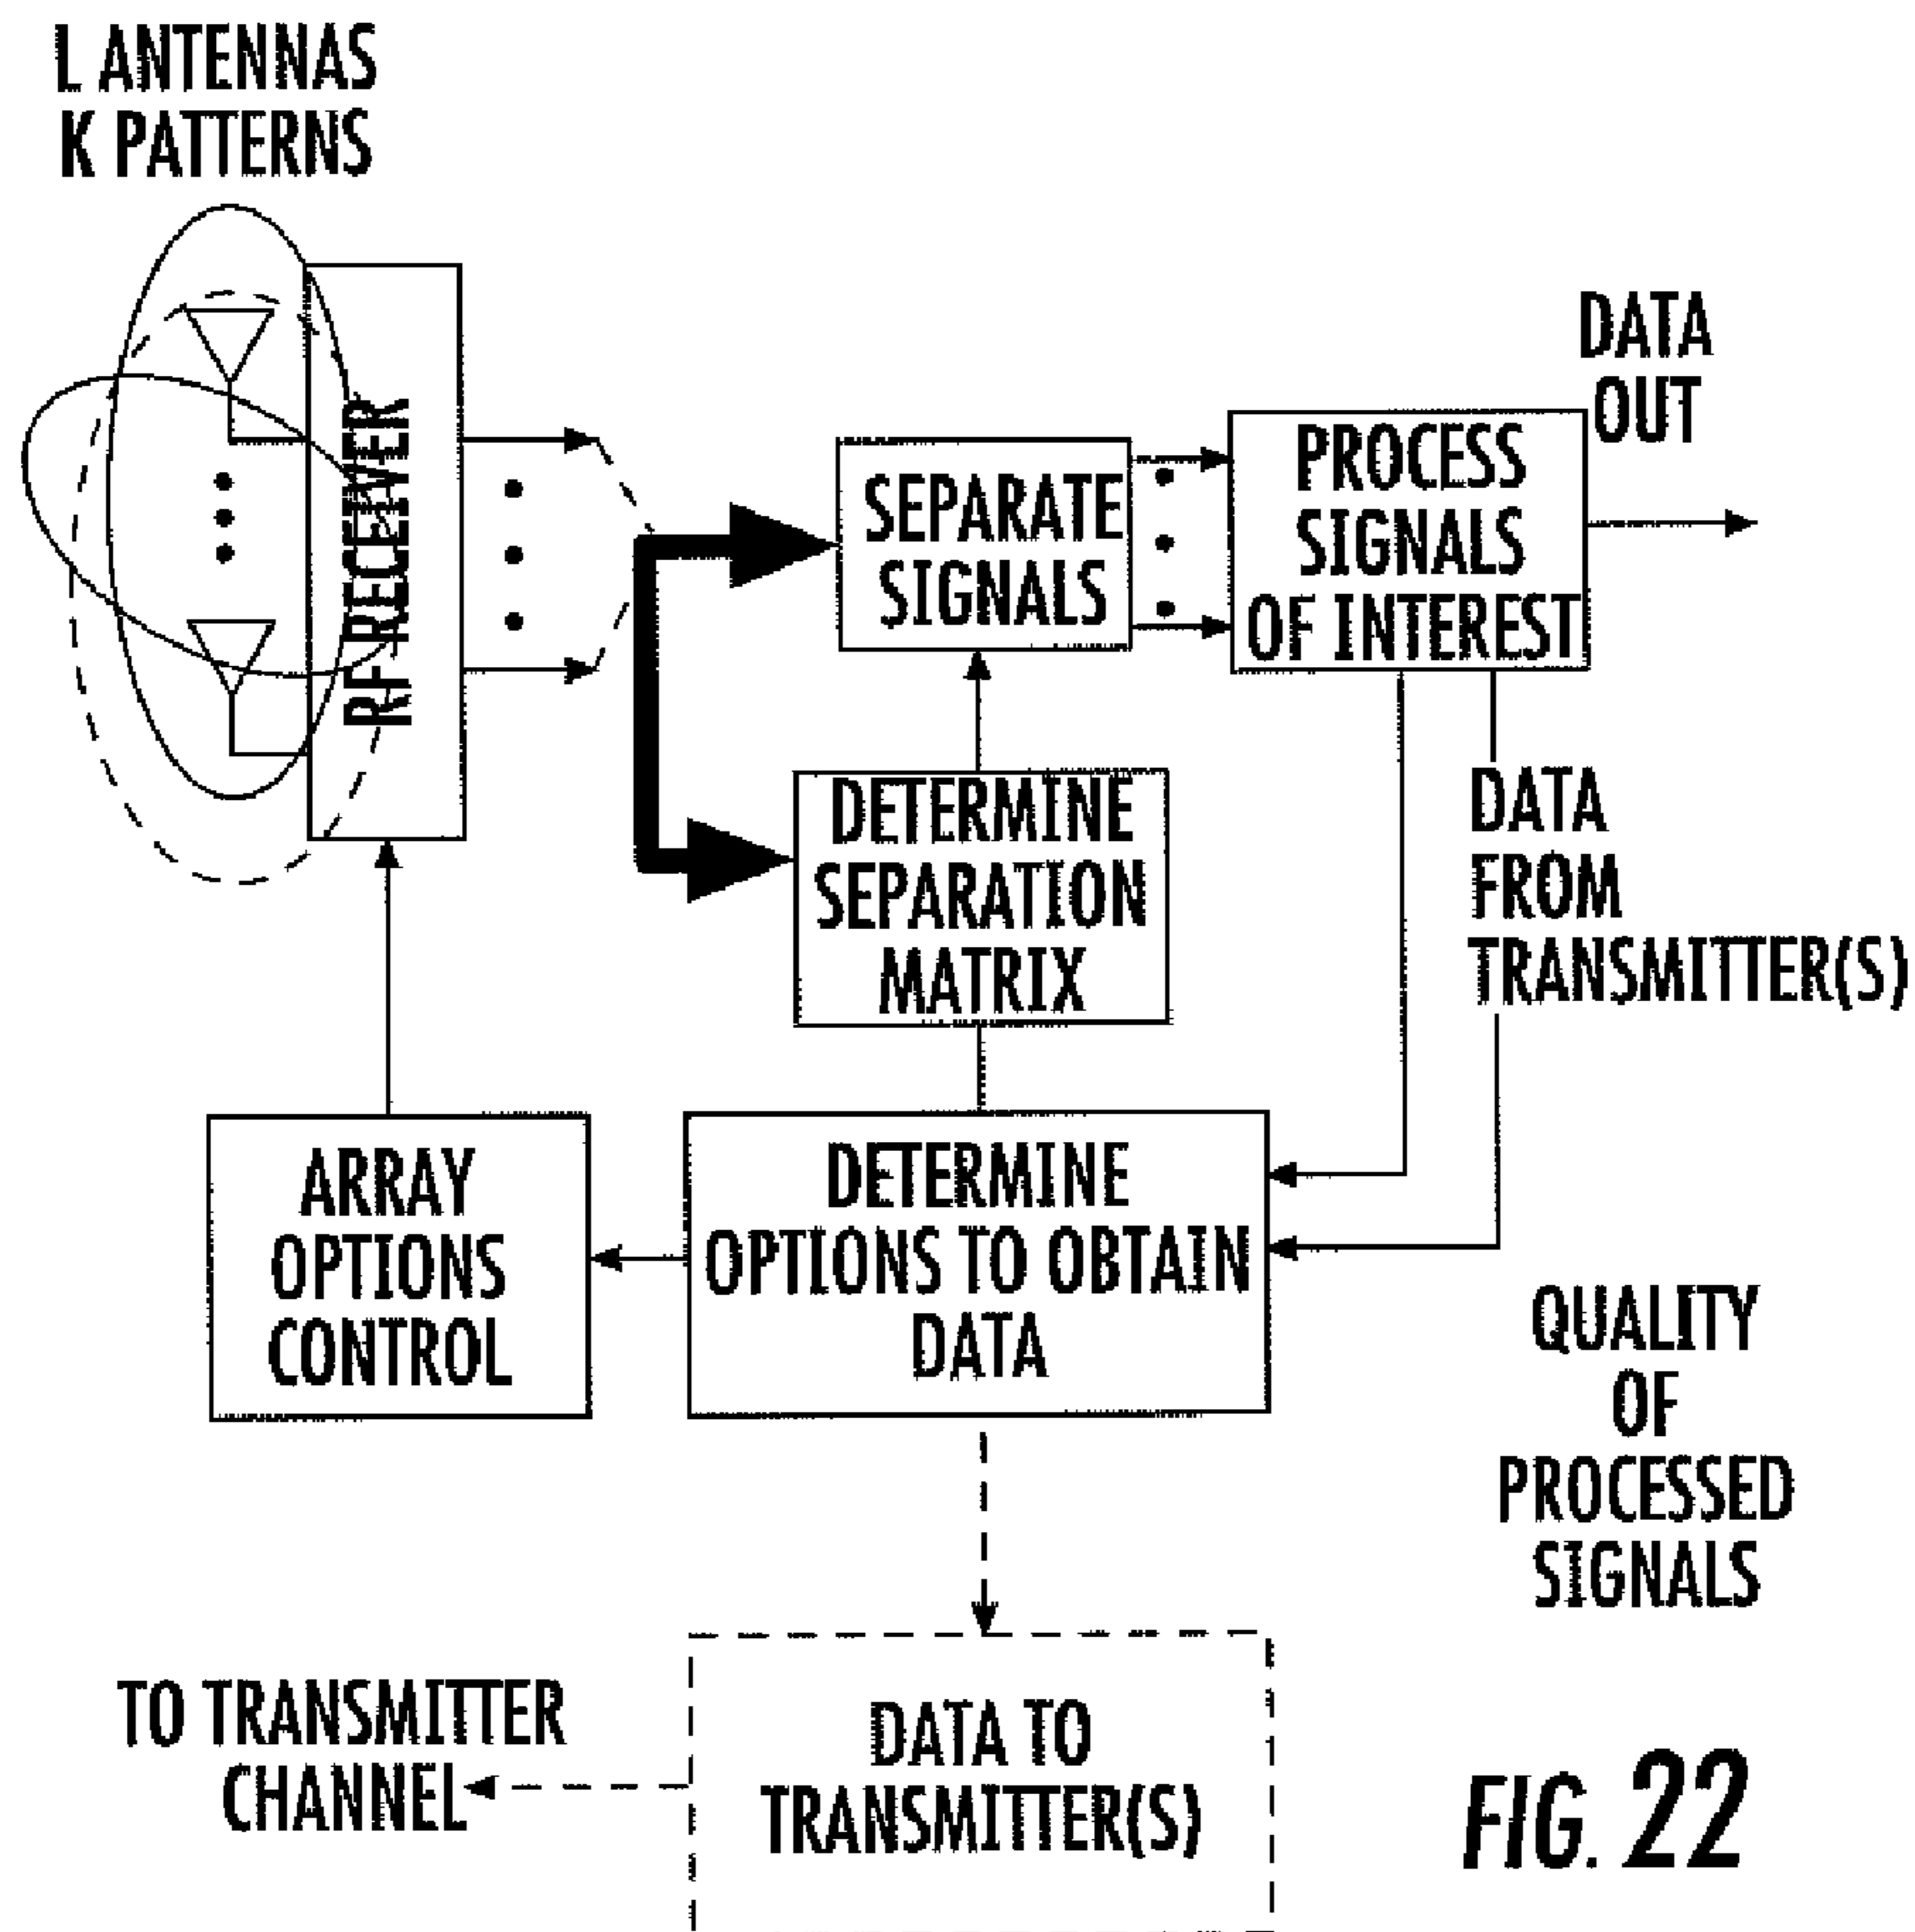 L ANTENNAS
K PATTERNS
RF RECEIVER
SEPARATE
SIGNALS
PROCESS
SIGNALS
OF INTEREST
DATA
OUT
DETERMINE
SEPARATION
MATRIX
DATA
FROM
TRANSMITTER(S)
ARRAY
OPTIONS
CONTROL
DETERMINE
OPTIONS TO OBTAIN
DATA
QUALITY
OF
PROCESSED
SIGNALS
TO TRANSMITTER
CHANNEL
DATA TO
TRANSMITTER(S)
FIG. 22